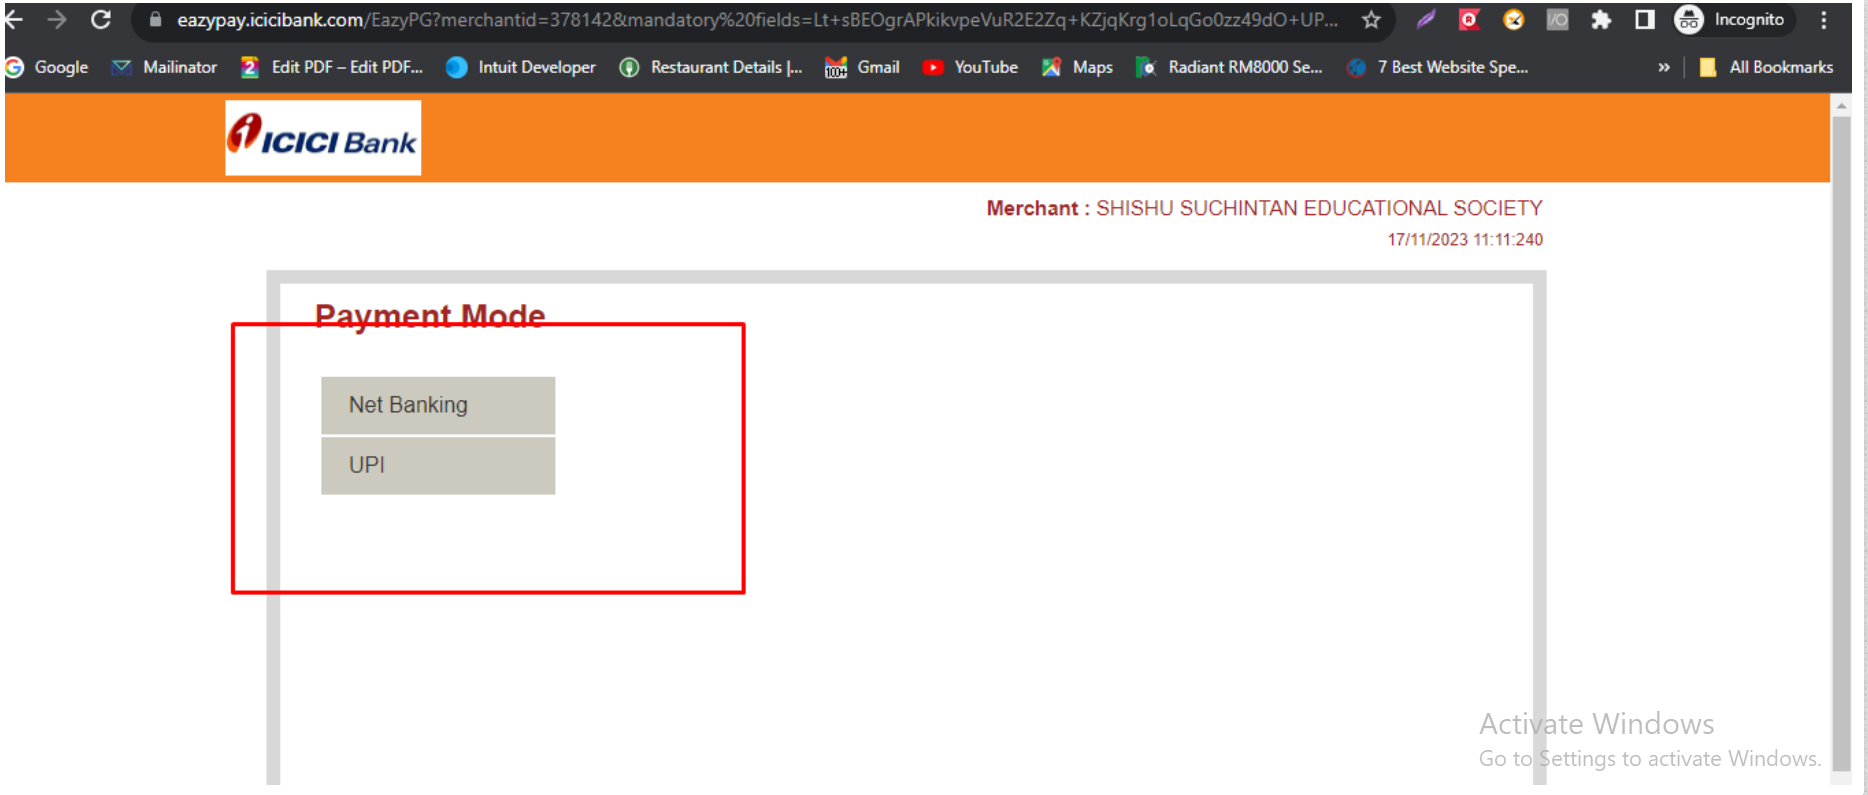 eazypay.icicibank.com/EazyPG?merchantid=378142&mandatory%20fields=Lt+sBEOgrAPkikvpeVuR2E2Zq+KZjqKrg1oLqGo0zz49dO+UP...
Incognito
Google Mailinator Edit PDF – Edit PDF... Intuit Developer Restaurant Details |... 100+ Gmail YouTube Maps Radiant RM8000 Se... 7 Best Website Spe... » All Bookmarks
ICICI Bank
Merchant : SHISHU SUCHINTAN EDUCATIONAL SOCIETY
17/11/2023 11:11:240
Payment Mode
Net Banking
UPI
Activate Windows
Go to Settings to activate Windows.